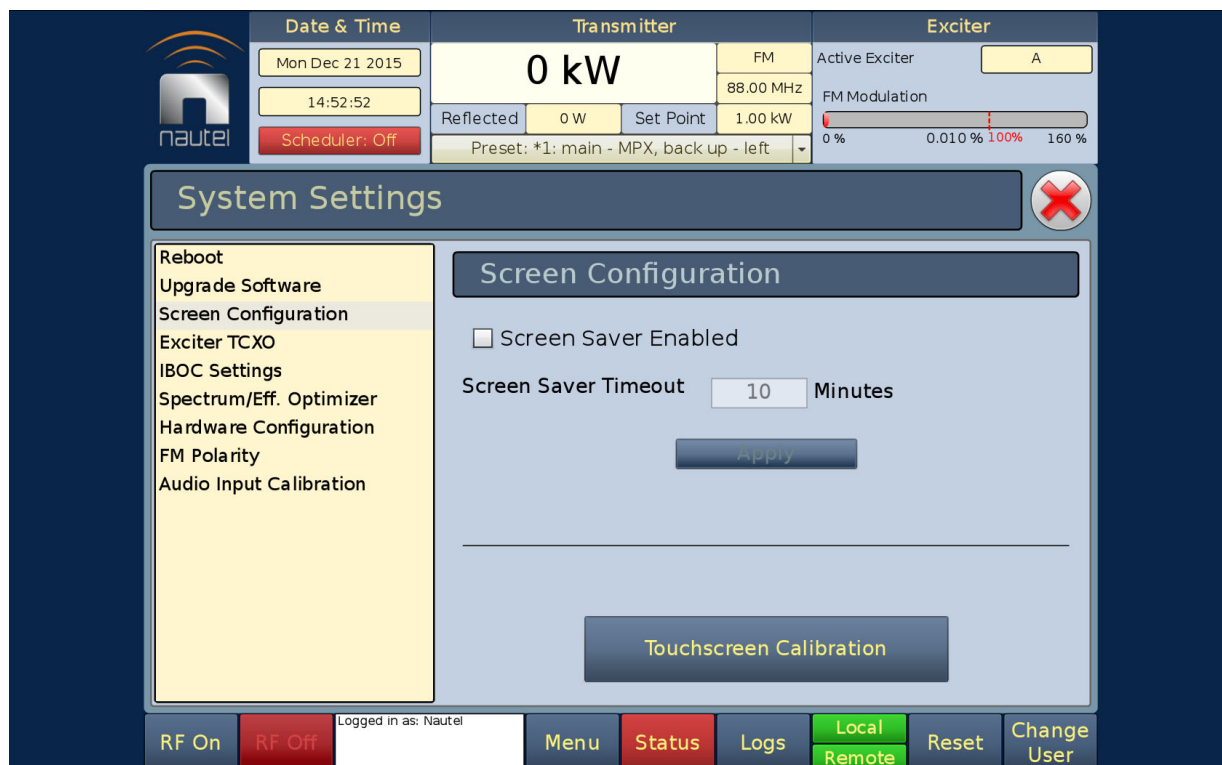 nautel
Date & Time
Mon Dec 21 2015
14:52:52
Scheduler: Off
Transmitter
0 kW
FM
88.00 MHz
Reflected 0 W Set Point 1.00 kW
Preset: *1: main - MPX, back up - left
Exciter
Active Exciter A
FM Modulation
0 % 0.010 % 100% 160 %
System Settings
Reboot
Upgrade Software
Screen Configuration
Exciter TCXO
IBOC Settings
Spectrum/Eff. Optimizer
Hardware Configuration
FM Polarity
Audio Input Calibration
Screen Configuration
Screen Saver Enabled
Screen Saver Timeout 10 Minutes
Apply
Touchscreen Calibration
RF On
RF Off
Logged in as: Nautel
Menu
Status
Logs
Local
Remote
Reset
Change
User